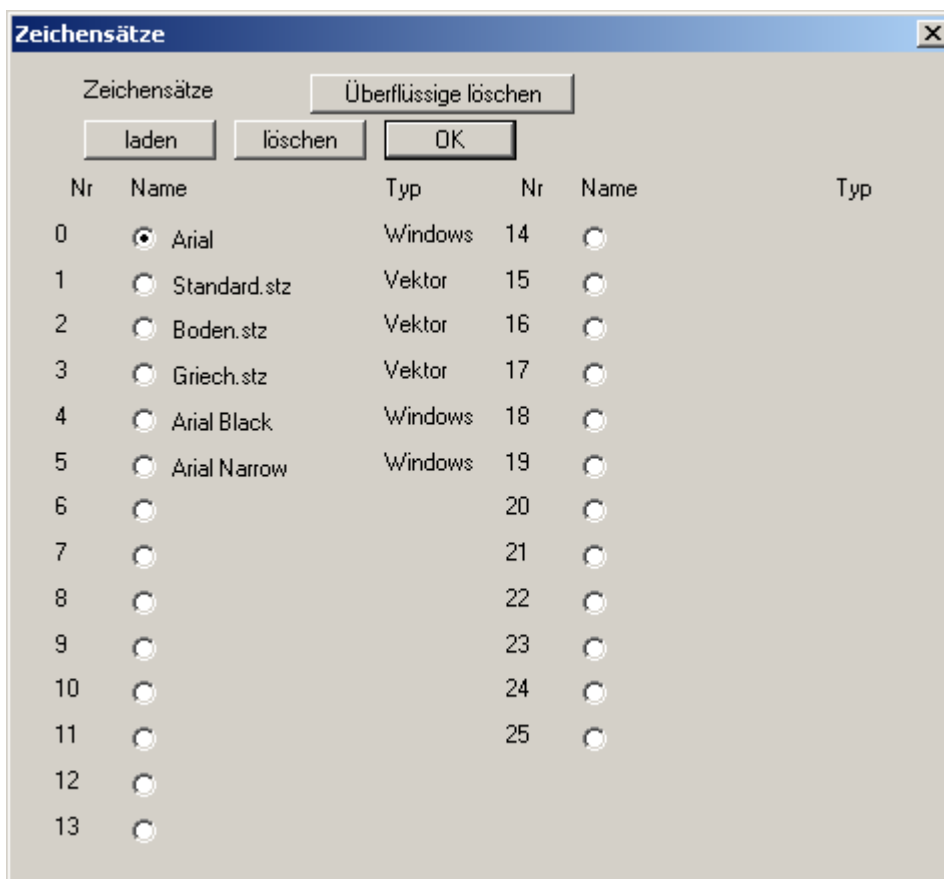 Zeichensätze
Zeichensätze Überflüssige löschen
laden löschen OK
Nr Name Typ Nr Name Typ
0 Arial Windows 14
1 Standard.stz Vektor 15
2 Boden.stz Vektor 16
3 Griech.stz Vektor 17
4 Arial Black Windows 18
5 Arial Narrow Windows 19
6 20
7 21
8 22
9 23
10 24
11 25
12
13